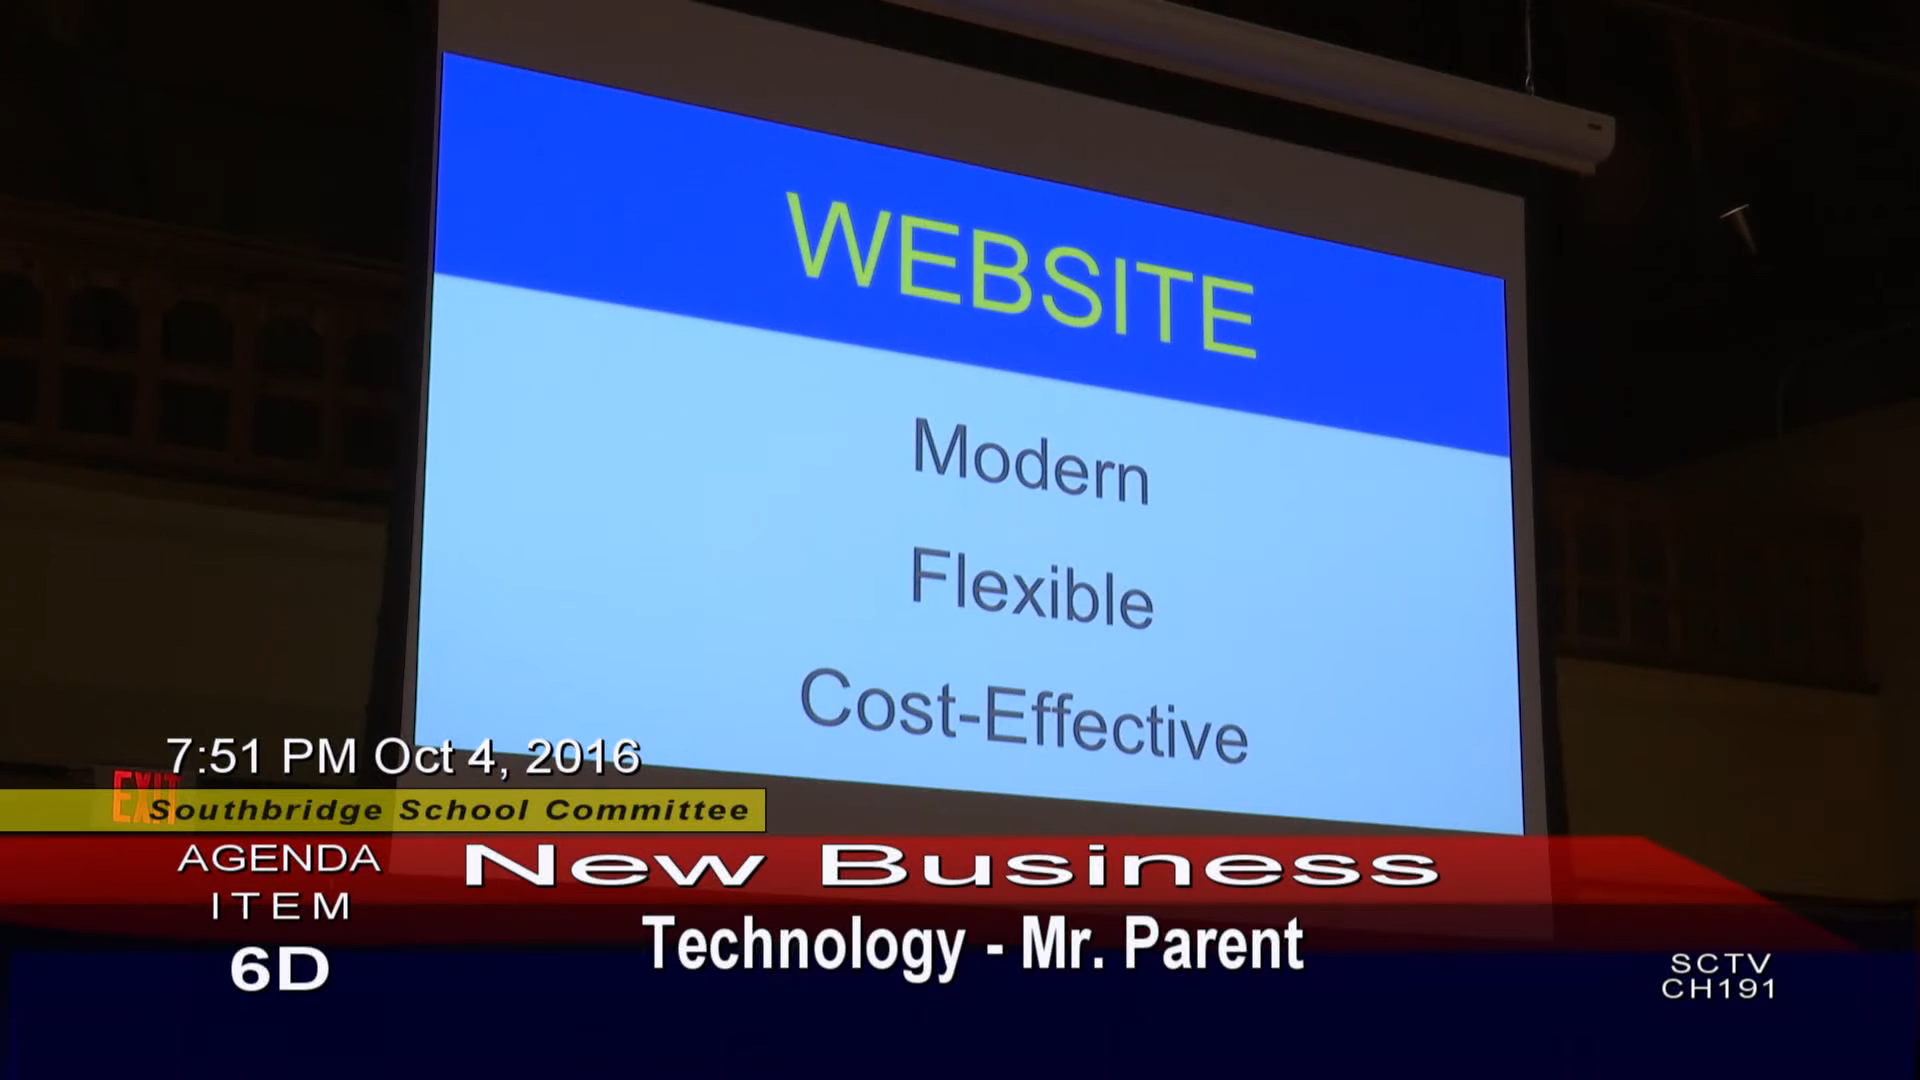 WEBSITE
Modern
Flexible
Cost-Effective
7:51 PM Oct 4, 2016
EXIT
Southbridge School Committee
AGENDA
ITEM
6D
New Business
Technology - Mr. Parent
SCTV
CH191